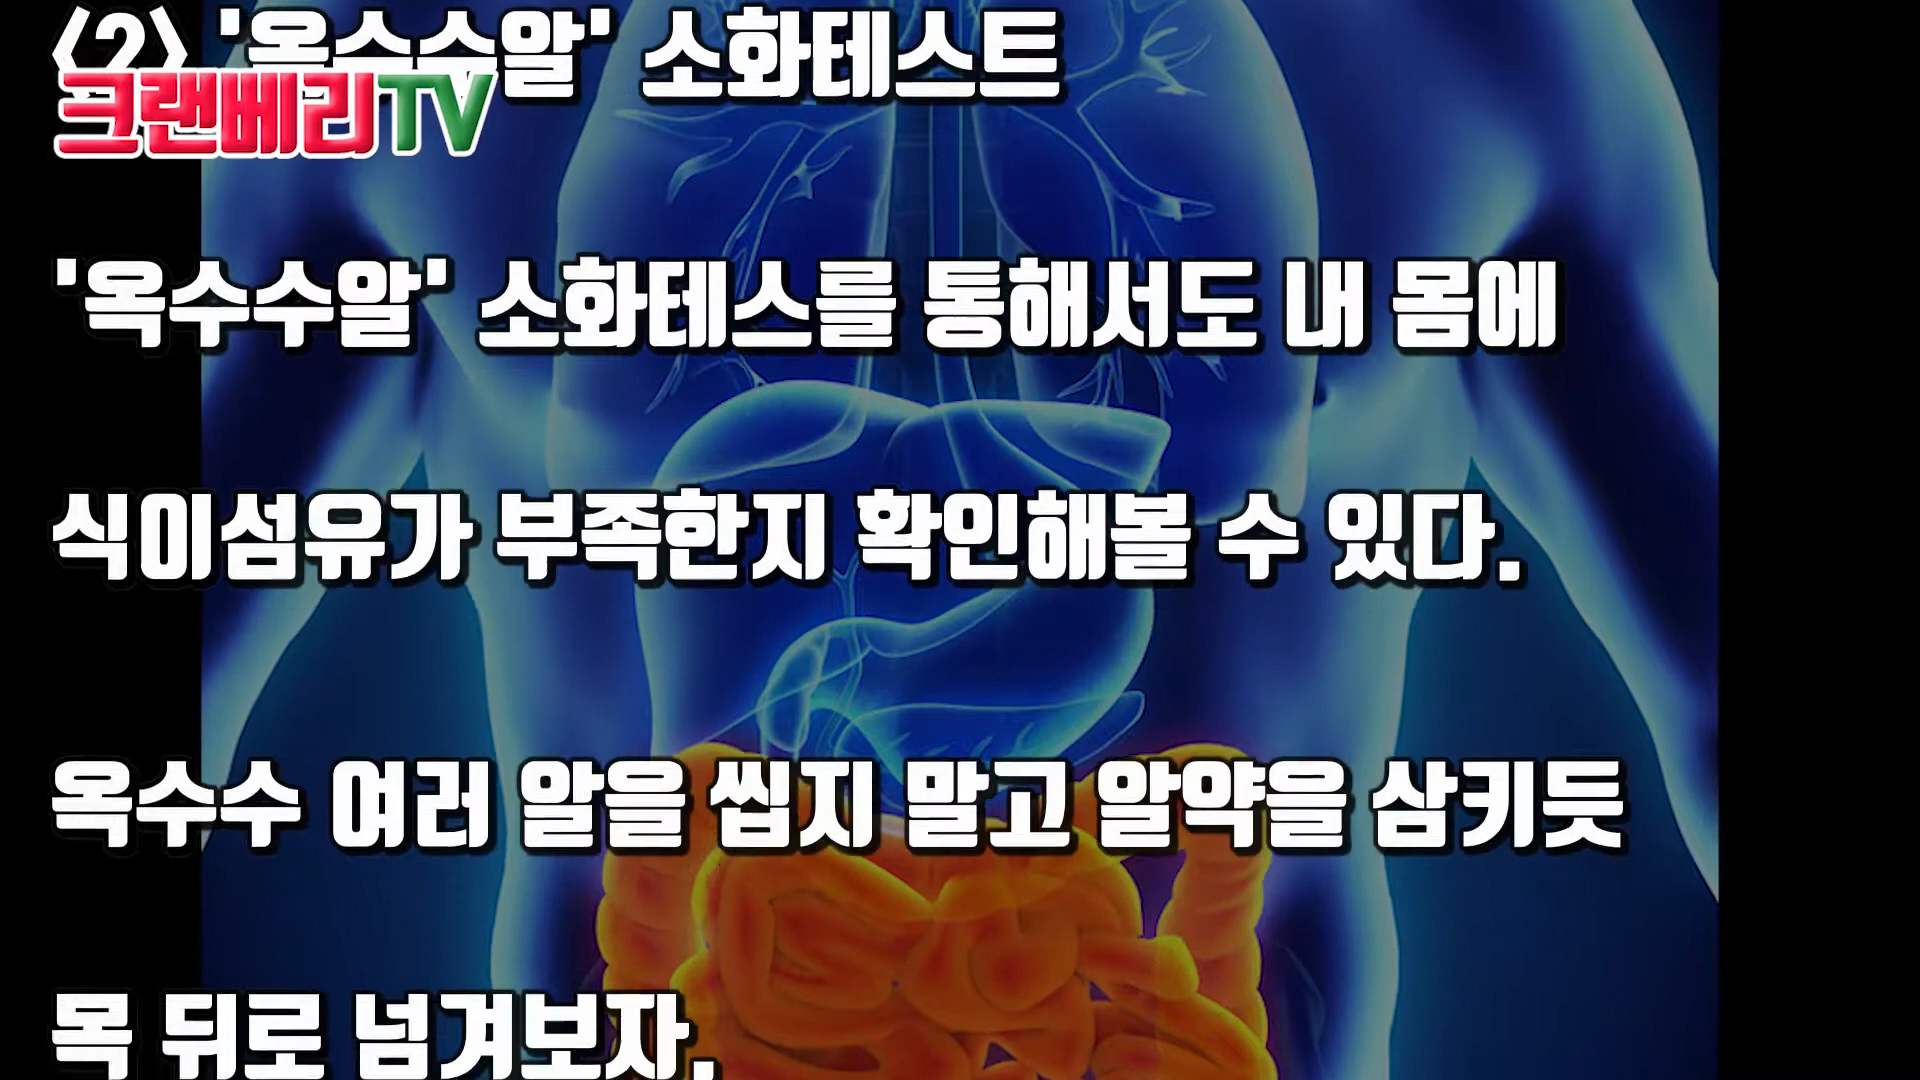 <2> '옥수수알' 소화테스트
크랜베리TV
'옥수수알' 소화테스를 통해서도 내 몸에
식이섬유가 부족한지 확인해볼 수 있다.
옥수수 여러 알을 씹지 말고 알약을 삼키듯
목 뒤로 넘겨보자.